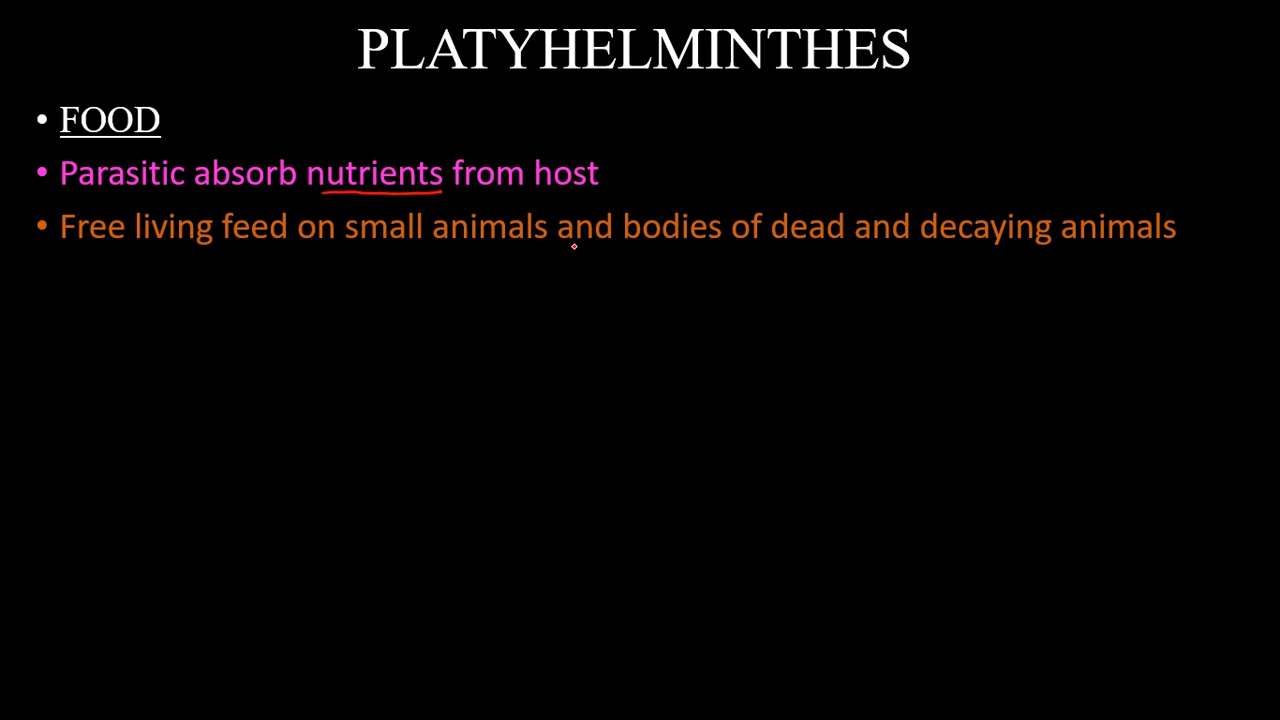 PLATYHELMINTHES
• FOOD
• Parasitic absorb nutrients from host
• Free living feed on small animals and bodies of dead and decaying animals